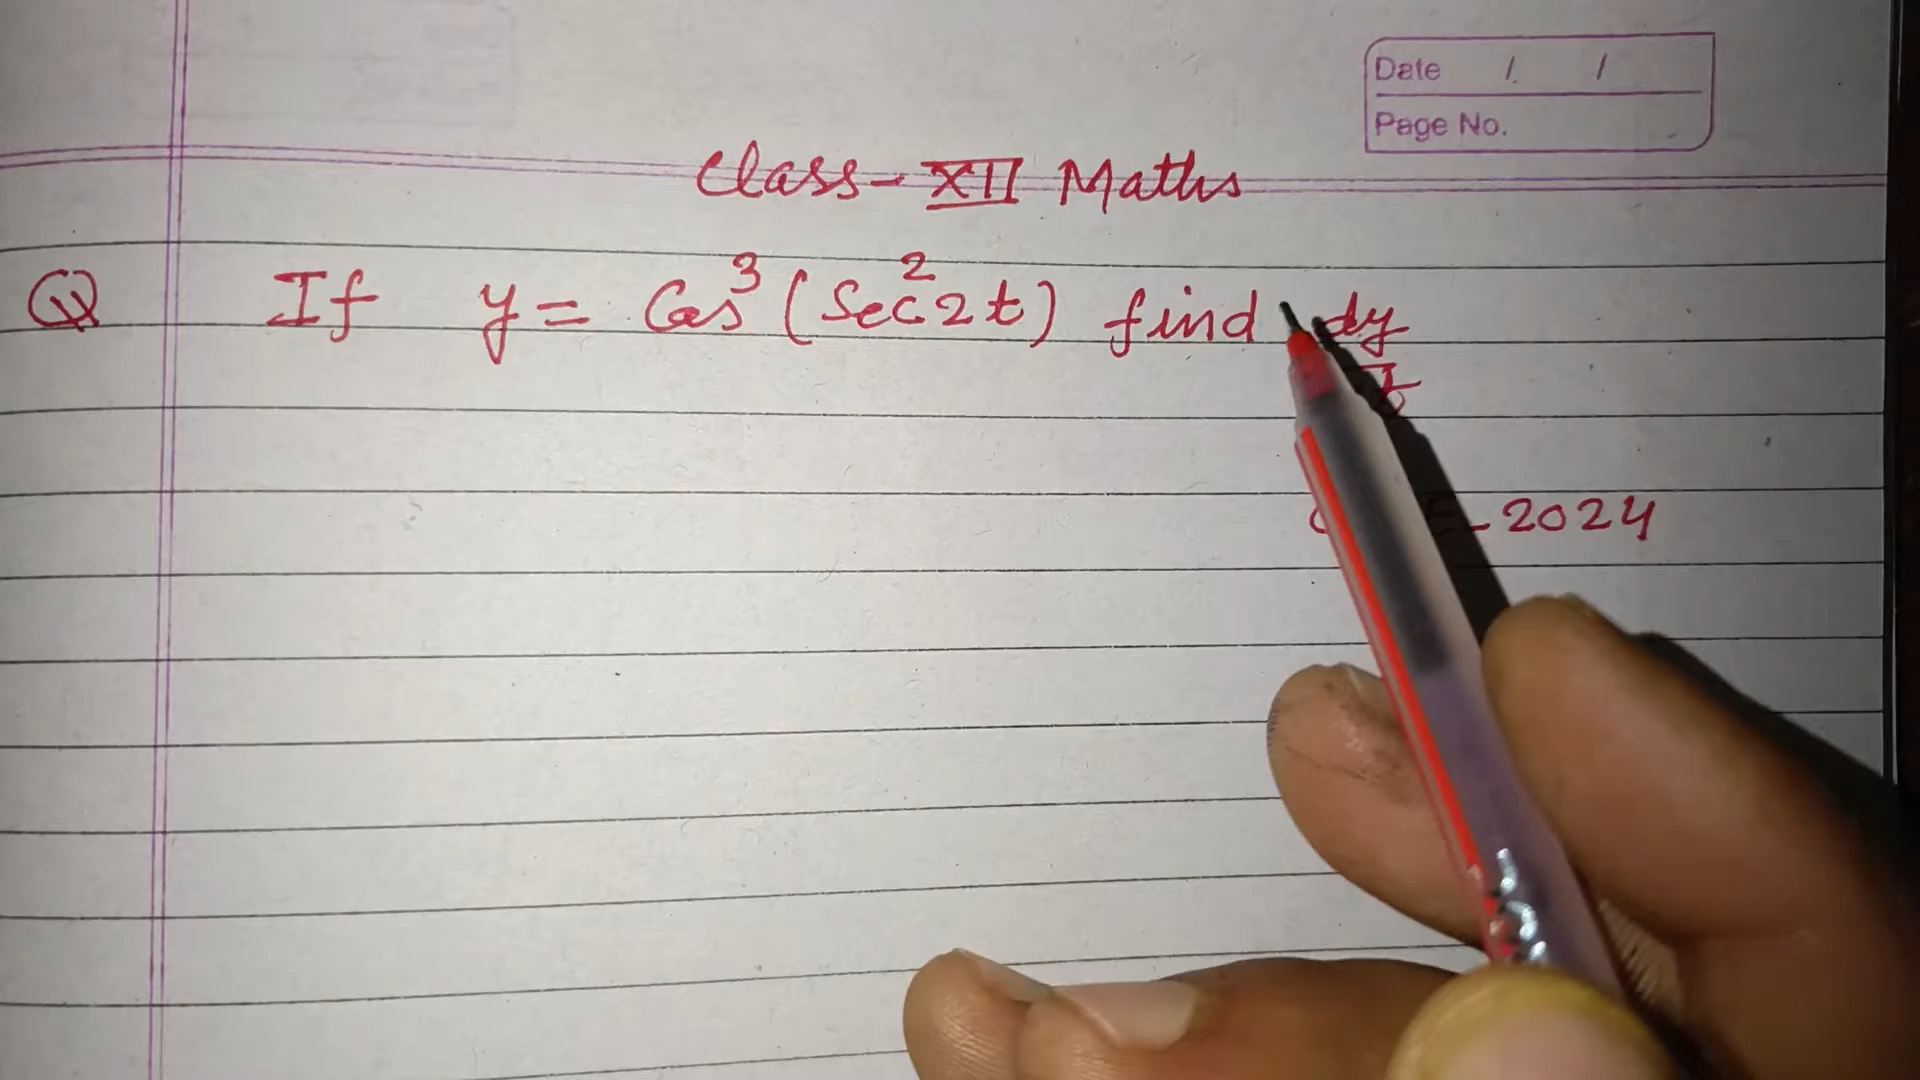 Date / /
Page No.
Class-XII Maths
Q If y = Cos³ (Sec²2t) find dy
-2024